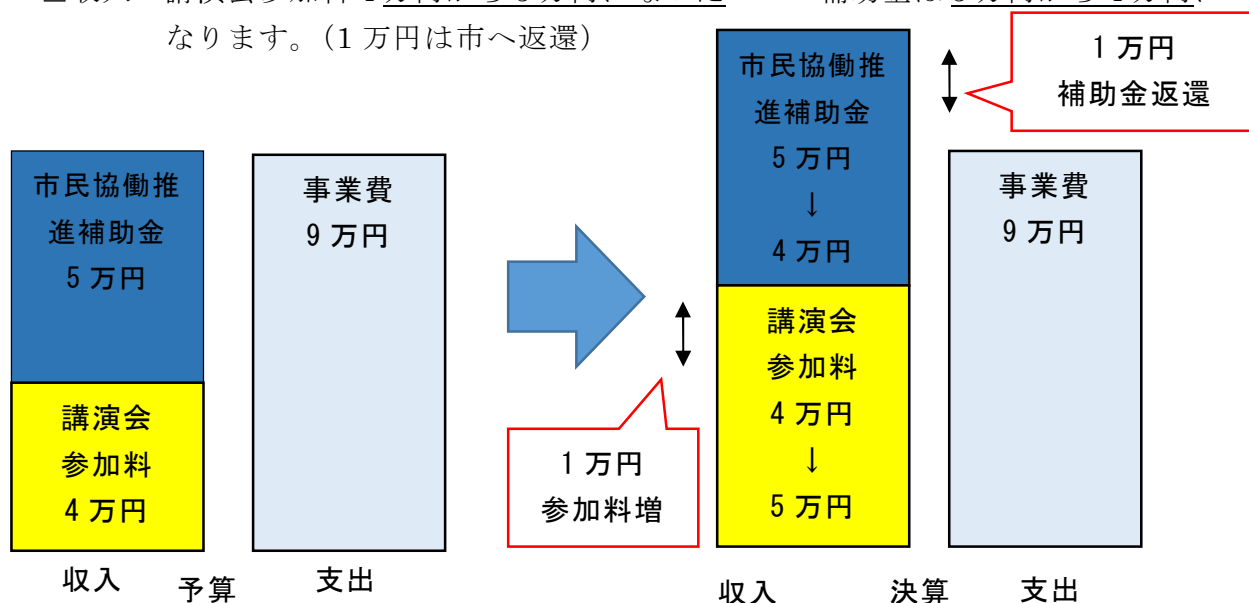 なります。（1 万円は市へ返還）
市民協働推
進補助金
5 万円
講演会
参加料
4 万円
事業費
9 万円
収入
予算
支出
1 万円
参加料増
市民協働推
進補助金
5 万円
↓
4 万円
講演会
参加料
4 万円
↓
5 万円
1 万円
補助金返還
事業費
9 万円
収入
決算
支出